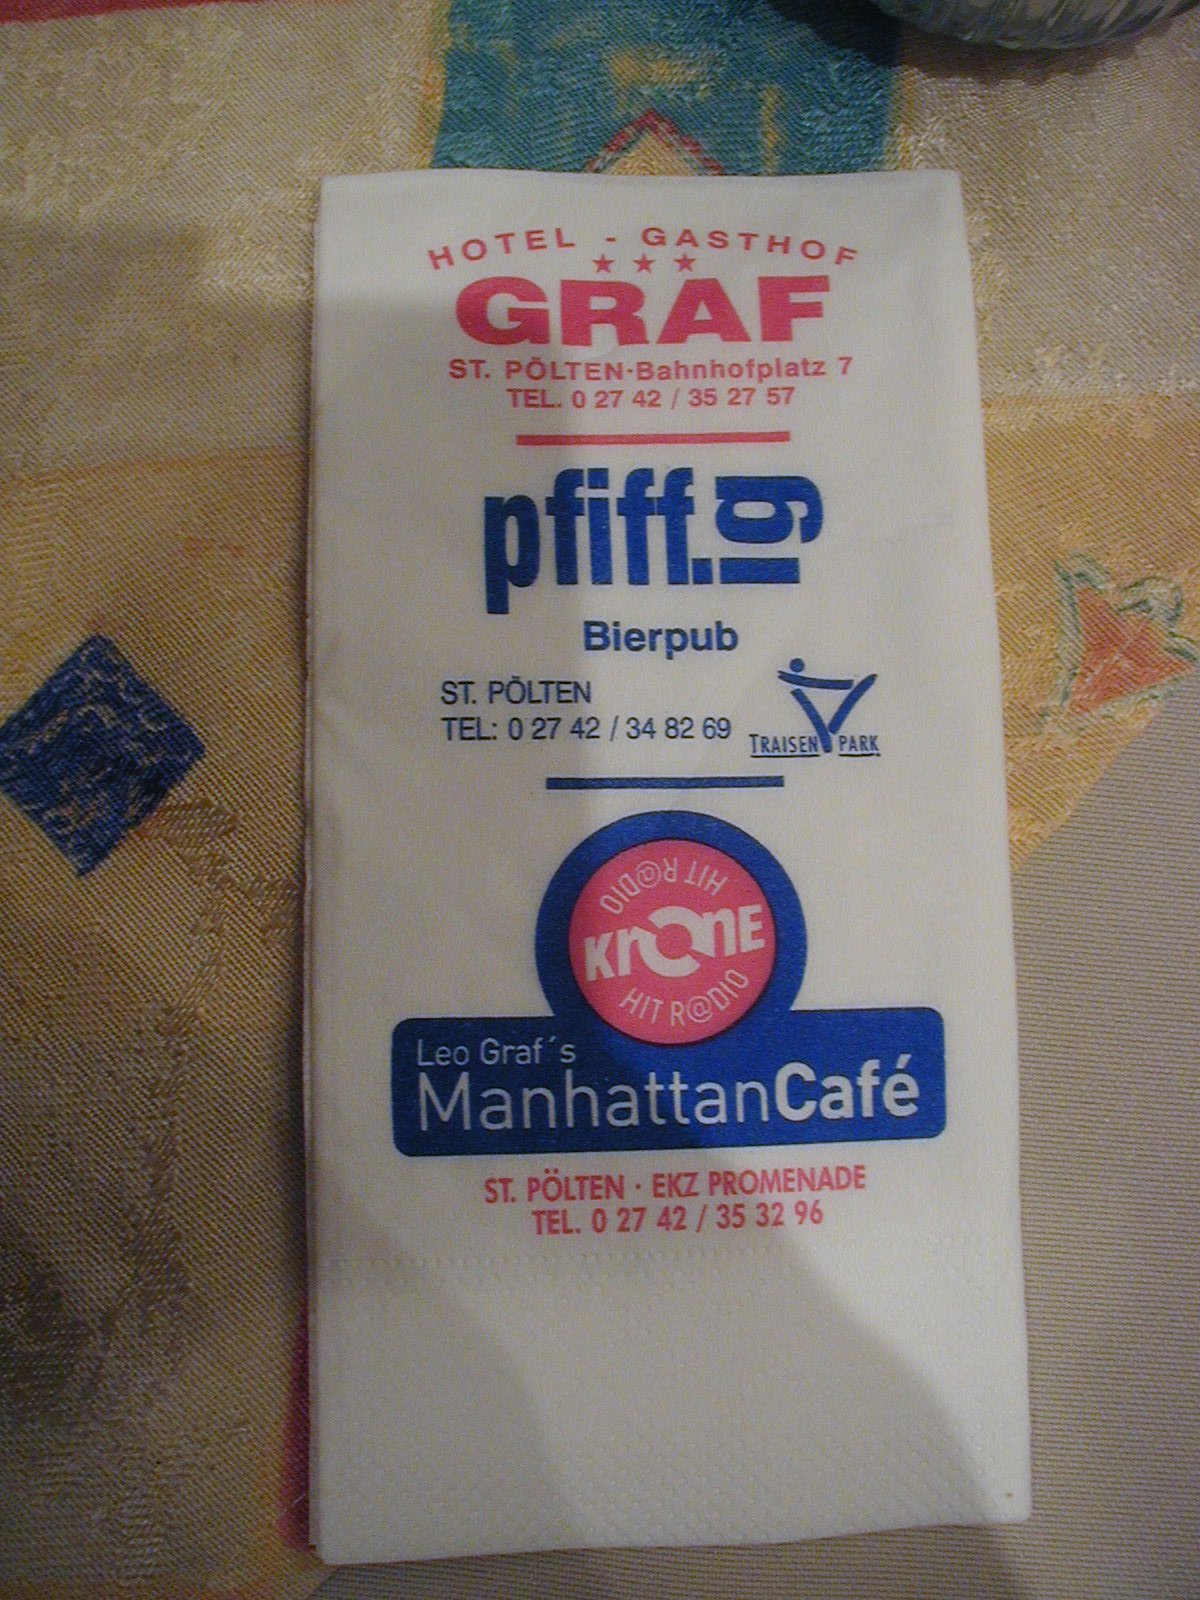 HOTEL - GASTHOF
★ ★ ★
GRAF
ST. PÖLTEN·Bahnhofplatz 7
TEL. 0 27 42 / 35 27 57
pfiff.ig
Bierpub
ST. PÖLTEN
TEL: 0 27 42 / 34 82 69
TRAISEN PARK
HIT R@DIO
KRONE
HIT R@DIO
Leo Graf´s
ManhattanCafé
ST. PÖLTEN · EKZ PROMENADE
TEL. 0 27 42 / 35 32 96